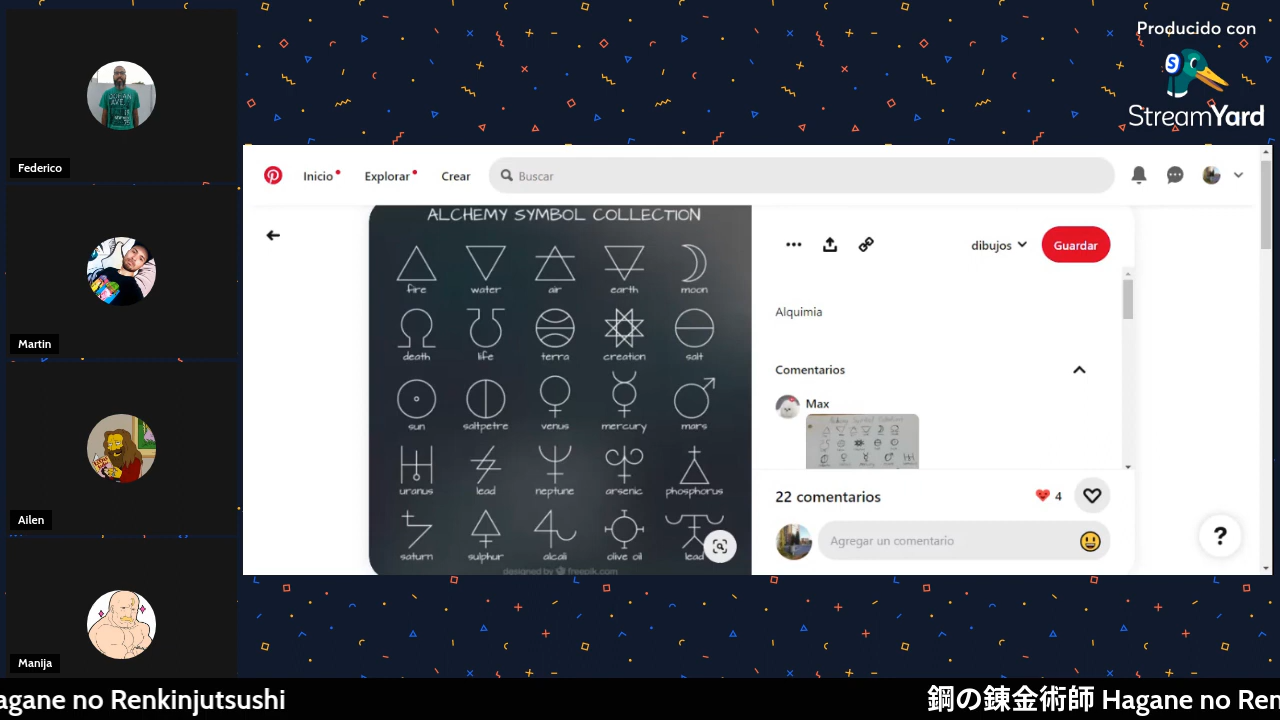 Producido con
StreamYard
Federico
Martin
Ailen
Manija
Inicio
Explorar
Crear
Buscar
ALCHEMY SYMBOL COLLECTION
fire water air earth moon
death life terra creation salt
sun saltpetre venus mercury mars
uranus lead neptune arsenic phosphorus
saturn sulphur alcali olive oil lead
designed by freepik.com
dibujos
Guardar
Alquimia
Comentarios
Max
22 comentarios
4
Agregar un comentario
?
agane no Renkinjutsushi
鋼の錬金術師 Hagane no Ren